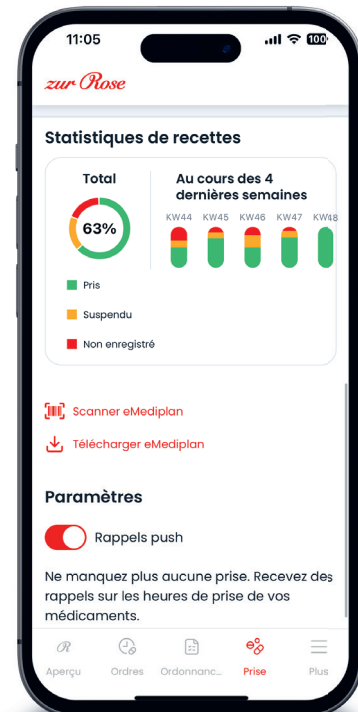 11:05
100
zur Rose
Statistiques de recettes
Total
63%
Pris
Suspendu
Non enregistré
Au cours des 4
dernières semaines
KW44 KW45 KW46 KW47 KW48
Scanner eMediplan
Télécharger eMediplan
Paramètres
Rappels push
Ne manquez plus aucune prise. Recevez des
rappels sur les heures de prise de vos
médicaments.
Aperçu Ordres Ordonnanc... Prise Plus